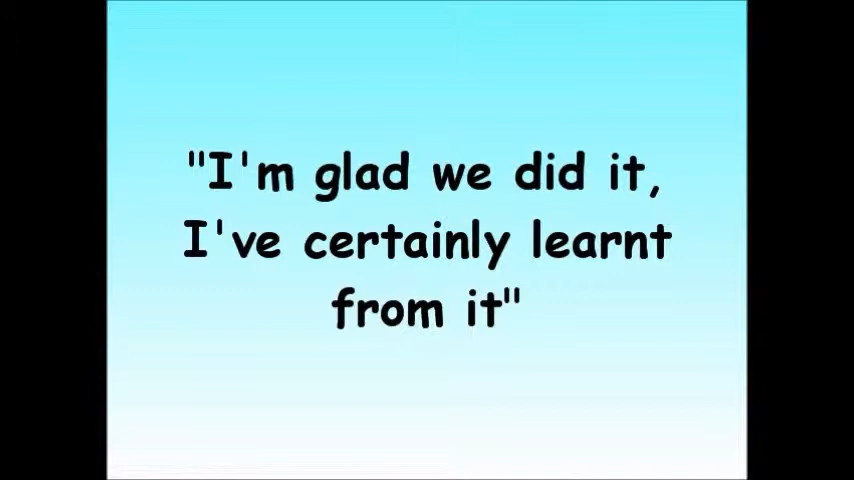 "I'm glad we did it,
I've certainly learnt
from it"